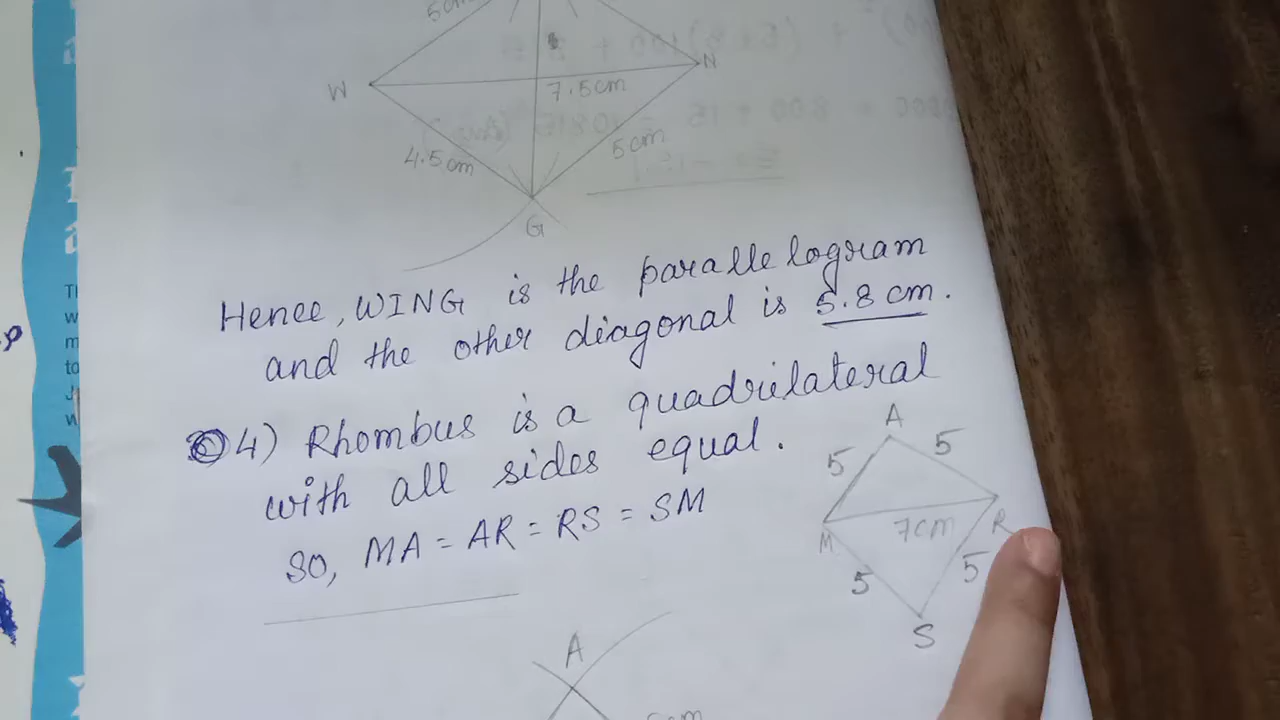 5cm
W
N
7.5cm
4.5cm
5cm
G
Hence, WING is the parallelogram
and the other diagonal is 5.8 cm.
4) Rhombus is a quadrilateral
with all sides equal.
SO, MA = AR = RS = SM
A
5
5
7cm
M
R
5
5
S
A